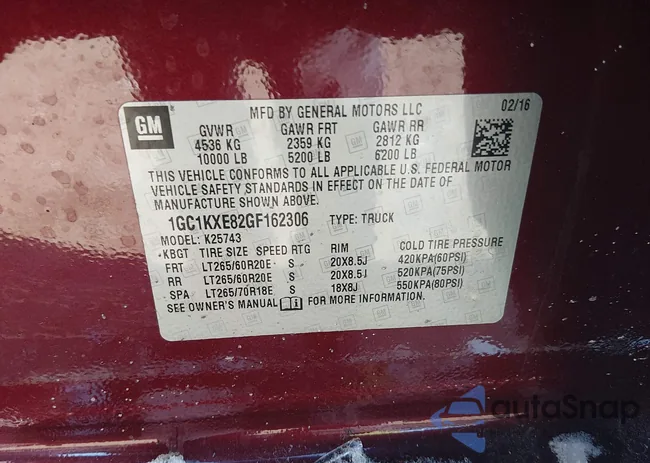 GM
MFD BY GENERAL MOTORS LLC 02/16
GVWR GAWR FRT GAWR RR
4536 KG 2359 KG 2812 KG
10000 LB 5200 LB 6200 LB
THIS VEHICLE CONFORMS TO ALL APPLICABLE U.S. FEDERAL MOTOR
VEHICLE SAFETY STANDARDS IN EFFECT ON THE DATE OF
MANUFACTURE SHOWN ABOVE.
1GC1KXE82GF162306 TYPE: TRUCK
MODEL: K25743
KBGT TIRE SIZE SPEED RTG RIM COLD TIRE PRESSURE
FRT LT265/60R20E S 20X8.5J 420KPA(60PSI)
RR LT265/60R20E S 20X8.5J 520KPA(75PSI)
SPA LT265/70R18E S 18X8J 550KPA(80PSI)
SEE OWNER'S MANUAL FOR MORE INFORMATION.
autoSnap